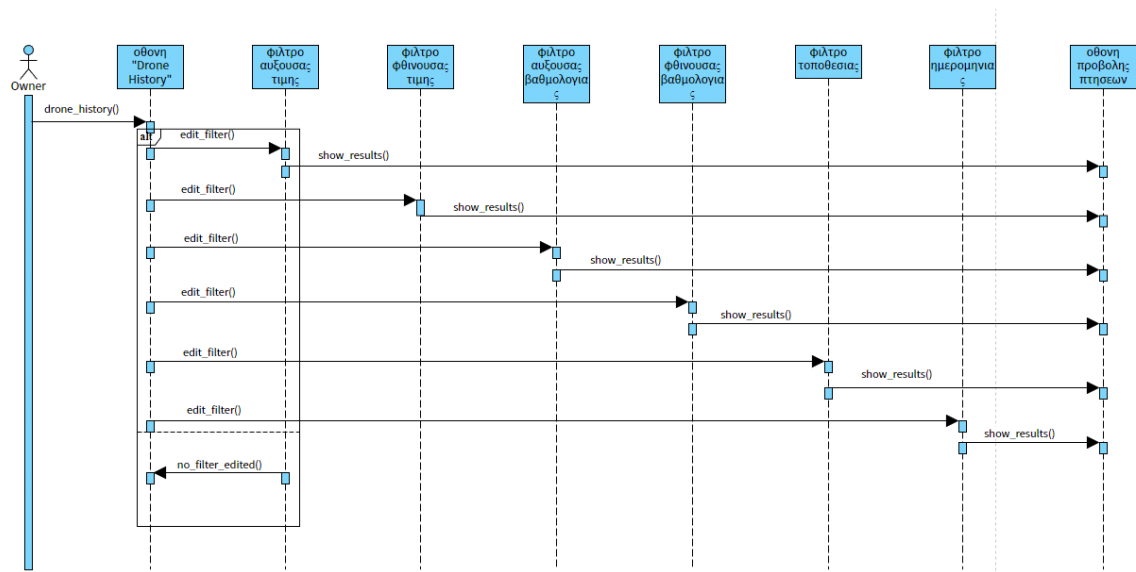 Owner
οθονη
"Drone
History"
φιλτρο
αυξουσας
τιμης
φιλτρο
φθινουσας
τιμης
φιλτρο
αυξουσας
βαθμολογια
ς
φιλτρο
φθινουσας
βαθμολογια
ς
φιλτρο
τοποθεσιας
φιλτρο
ημερομηνια
ς
οθονη
προβολης
πτησεων
drone_history()
alt
edit_filter()
show_results()
edit_filter()
show_results()
edit_filter()
show_results()
edit_filter()
show_results()
edit_filter()
show_results()
edit_filter()
show_results()
no_filter_edited()